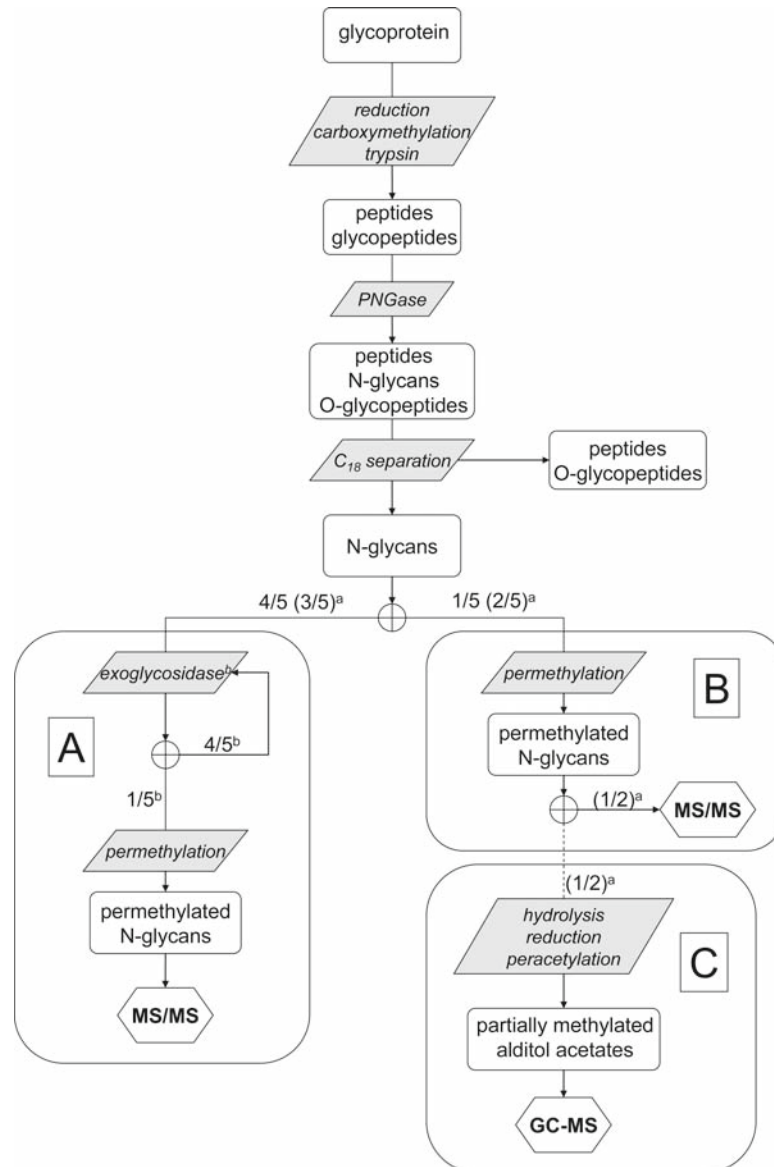 glycoprotein
reduction
carboxymethylation
trypsin
peptides
glycopeptides
PNGase
peptides
N-glycans
O-glycopeptides
C₁₈ separation
peptides
O-glycopeptides
N-glycans
4/5 (3/5)ᵃ
1/5 (2/5)ᵃ
exoglycosidaseᵇ
A
4/5ᵇ
1/5ᵇ
permethylation
permethylated
N-glycans
MS/MS
permethylation
B
permethylated
N-glycans
(1/2)ᵃ
MS/MS
(1/2)ᵃ
hydrolysis
reduction
peracetylation
C
partially methylated
alditol acetates
GC-MS